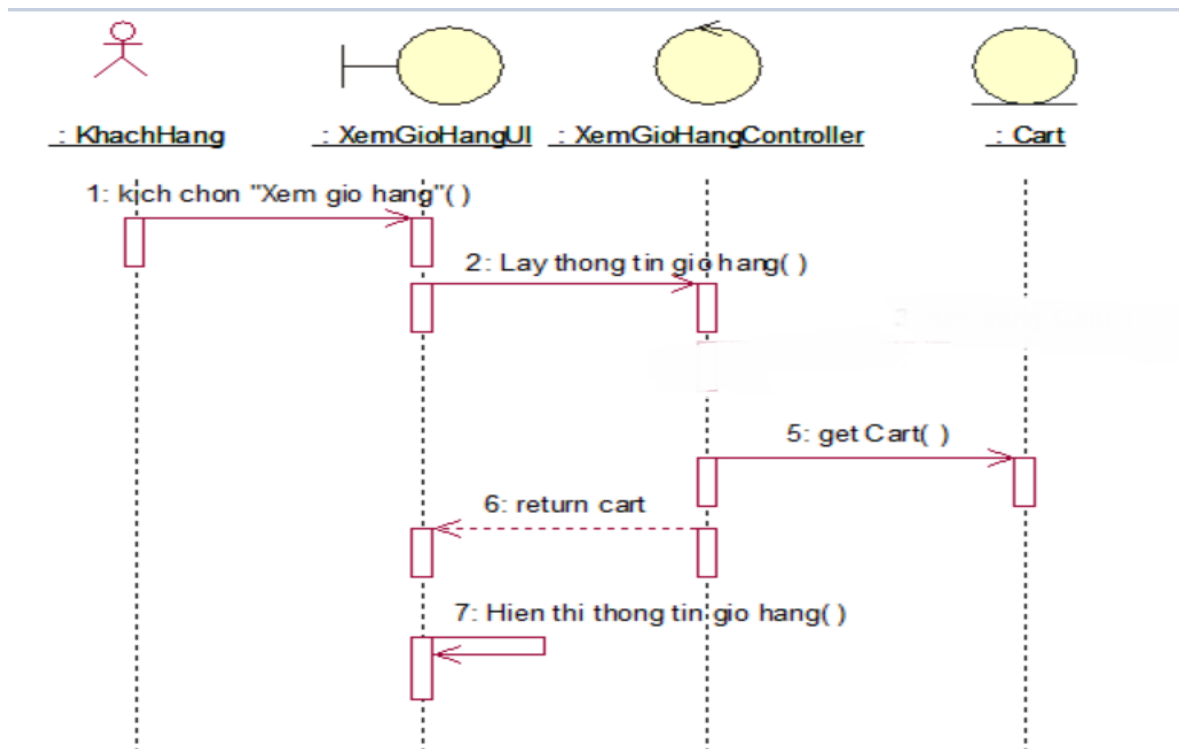 : KhachHang
: XemGioHangUI
: XemGioHangController
: Cart
1: kich chon "Xem gio hang"( )
2: Lay thong tin gio hang( )
5: get Cart( )
6: return cart
7: Hien thi thong tin gio hang( )